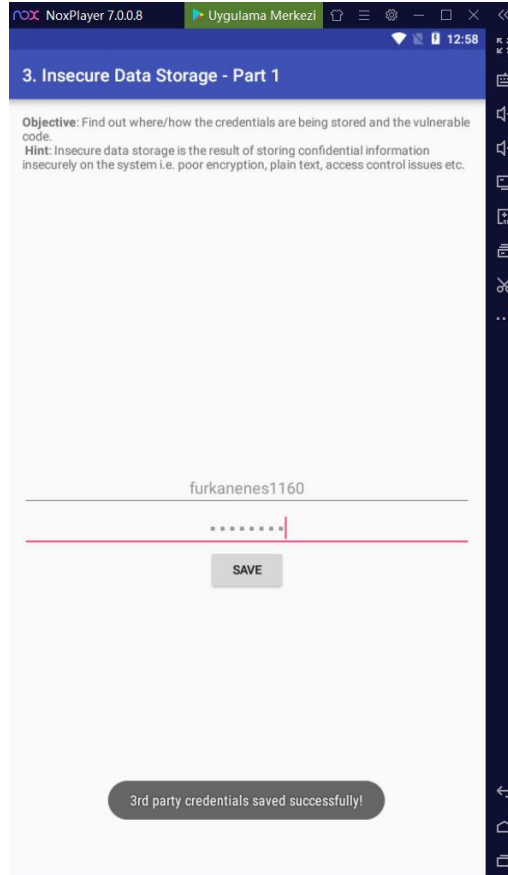 nox NoxPlayer 7.0.0.8 Uygulama Merkezi
12:58
3. Insecure Data Storage - Part 1
Objective: Find out where/how the credentials are being stored and the vulnerable
code.
Hint: Insecure data storage is the result of storing confidential information
insecurely on the system i.e. poor encryption, plain text, access control issues etc.
furkanenes1160
SAVE
3rd party credentials saved successfully!